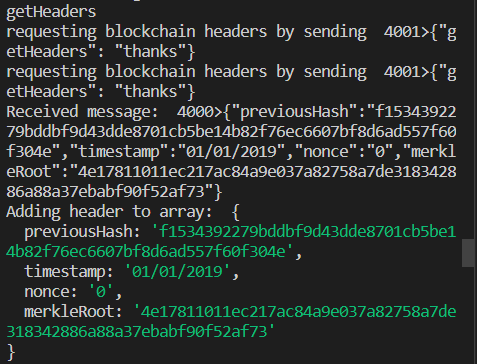 getHeaders
requesting blockchain headers by sending  4001>{"g
etHeaders": "thanks"}
requesting blockchain headers by sending  4001>{"g
etHeaders": "thanks"}
Received message:  4000>{"previousHash":"f15343922
79bddbf9d43dde8701cb5be14b82f76ec6607bf8d6ad557f60
f304e","timestamp":"01/01/2019","nonce":"0","merkl
eRoot":"4e17811011ec217ac84a9e037a82758a7de3183428
86a88a37ebabf90f52af73"}
Adding header to array:  {
  previousHash: 'f1534392279bddbf9d43dde8701cb5be1
4b82f76ec6607bf8d6ad557f60f304e',
  timestamp: '01/01/2019',
  nonce: '0',
  merkleRoot: '4e17811011ec217ac84a9e037a82758a7de
318342886a88a37ebabf90f52af73'
}